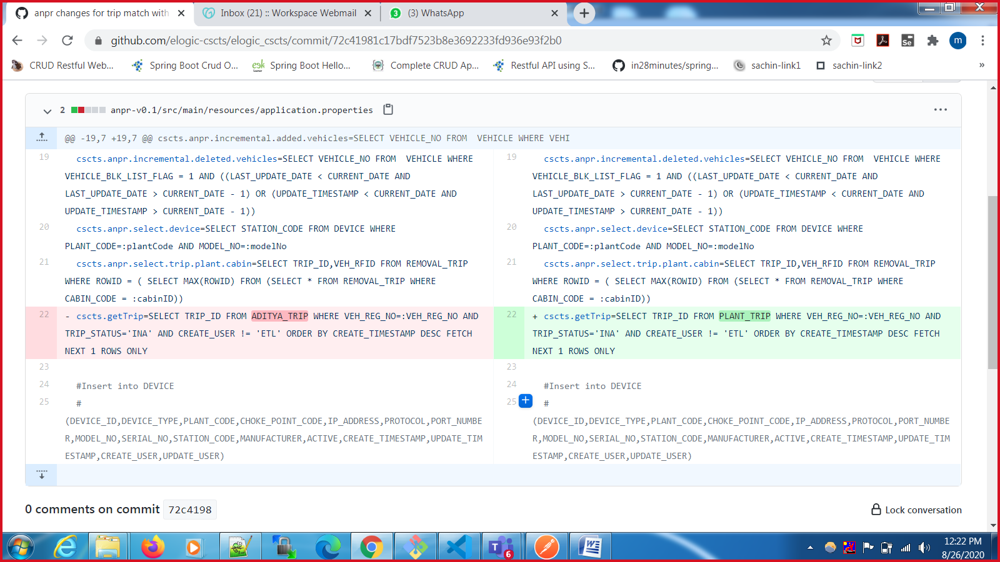 anpr changes for trip match with
Inbox (21) :: Workspace Webmail
3
(3) WhatsApp
github.com/elogic-cscts/elogic_cscts/commit/72c41981c17bdf7523b8e3692233fd936e93f2b0
Se
m
CRUD Restful Web...
Spring Boot Crud O...
Spring Boot Hello...
Complete CRUD Ap...
Restful API using S...
in28minutes/spring...
sachin-link1
sachin-link2
»
2 anpr-v0.1/src/main/resources/application.properties
@@ -19,7 +19,7 @@ cscts.anpr.incremental.added.vehicles=SELECT VEHICLE_NO FROM  VEHICLE WHERE VEHI
19 cscts.anpr.incremental.deleted.vehicles=SELECT VEHICLE_NO FROM  VEHICLE WHERE
VEHICLE_BLK_LIST_FLAG = 1 AND ((LAST_UPDATE_DATE < CURRENT_DATE AND
LAST_UPDATE_DATE > CURRENT_DATE - 1) OR (UPDATE_TIMESTAMP < CURRENT_DATE AND
UPDATE_TIMESTAMP > CURRENT_DATE - 1))
20 cscts.anpr.select.device=SELECT STATION_CODE FROM DEVICE WHERE
PLANT_CODE=:plantCode AND MODEL_NO=:modelNo
21 cscts.anpr.select.trip.plant.cabin=SELECT TRIP_ID,VEH_RFID FROM REMOVAL_TRIP
WHERE ROWID = ( SELECT MAX(ROWID) FROM (SELECT * FROM REMOVAL_TRIP WHERE
CABIN_CODE = :cabinID))
22 - cscts.getTrip=SELECT TRIP_ID FROM ADITYA_TRIP WHERE VEH_REG_NO=:VEH_REG_NO AND
TRIP_STATUS='INA' AND CREATE_USER != 'ETL' ORDER BY CREATE_TIMESTAMP DESC FETCH
NEXT 1 ROWS ONLY
23
24 #Insert into DEVICE
25 #
(DEVICE_ID,DEVICE_TYPE,PLANT_CODE,CHOKE_POINT_CODE,IP_ADDRESS,PROTOCOL,PORT_NUMBE
R,MODEL_NO,SERIAL_NO,STATION_CODE,MANUFACTURER,ACTIVE,CREATE_TIMESTAMP,UPDATE_TIM
ESTAMP,CREATE_USER,UPDATE_USER)
19 cscts.anpr.incremental.deleted.vehicles=SELECT VEHICLE_NO FROM  VEHICLE WHERE
VEHICLE_BLK_LIST_FLAG = 1 AND ((LAST_UPDATE_DATE < CURRENT_DATE AND
LAST_UPDATE_DATE > CURRENT_DATE - 1) OR (UPDATE_TIMESTAMP < CURRENT_DATE AND
UPDATE_TIMESTAMP > CURRENT_DATE - 1))
20 cscts.anpr.select.device=SELECT STATION_CODE FROM DEVICE WHERE
PLANT_CODE=:plantCode AND MODEL_NO=:modelNo
21 cscts.anpr.select.trip.plant.cabin=SELECT TRIP_ID,VEH_RFID FROM REMOVAL_TRIP
WHERE ROWID = ( SELECT MAX(ROWID) FROM (SELECT * FROM REMOVAL_TRIP WHERE
CABIN_CODE = :cabinID))
22 + cscts.getTrip=SELECT TRIP_ID FROM PLANT_TRIP WHERE VEH_REG_NO=:VEH_REG_NO AND
TRIP_STATUS='INA' AND CREATE_USER != 'ETL' ORDER BY CREATE_TIMESTAMP DESC FETCH
NEXT 1 ROWS ONLY
23
24 #Insert into DEVICE
25 #
(DEVICE_ID,DEVICE_TYPE,PLANT_CODE,CHOKE_POINT_CODE,IP_ADDRESS,PROTOCOL,PORT_NUMBE
R,MODEL_NO,SERIAL_NO,STATION_CODE,MANUFACTURER,ACTIVE,CREATE_TIMESTAMP,UPDATE_TIM
ESTAMP,CREATE_USER,UPDATE_USER)
0 comments on commit 72c4198
Lock conversation
T 6
W
12:22 PM
8/26/2020